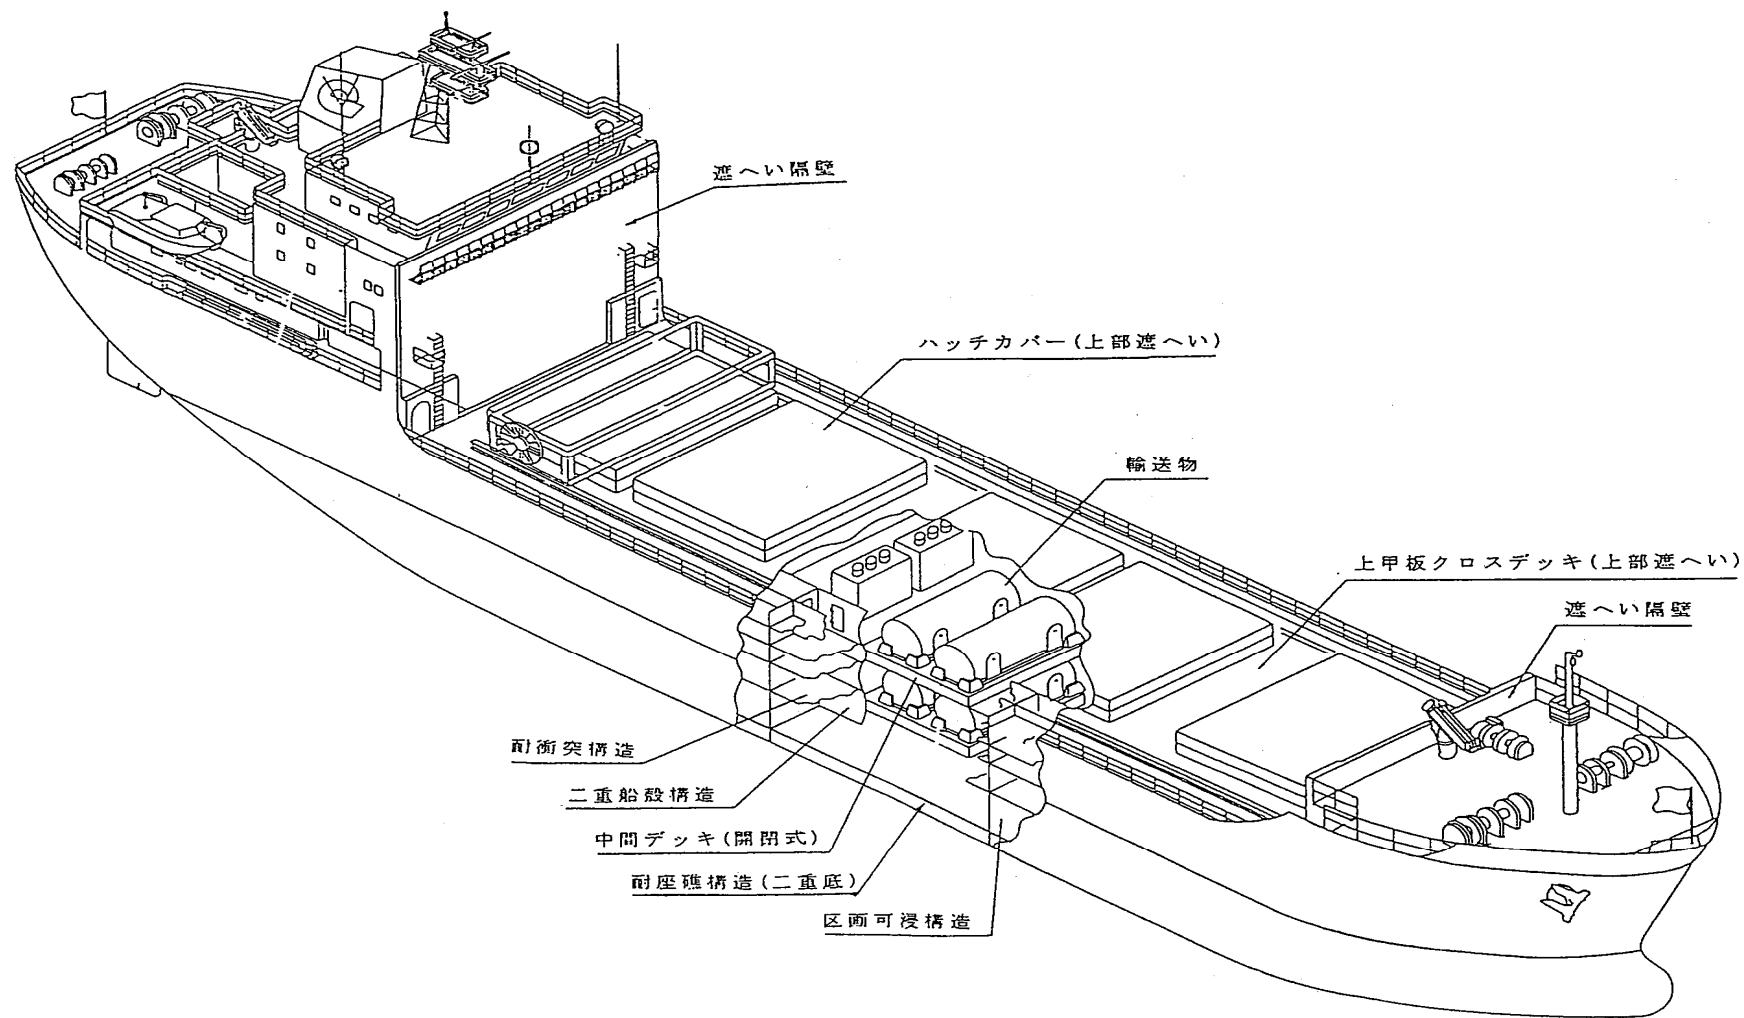 遮へい隔壁
ハッチカバー(上部遮へい)
輸送物
上甲板クロスデッキ(上部遮へい)
遮へい隔壁
耐衝突構造
二重船殻構造
中間デッキ(開閉式)
耐座礁構造(二重底)
区画可浸構造